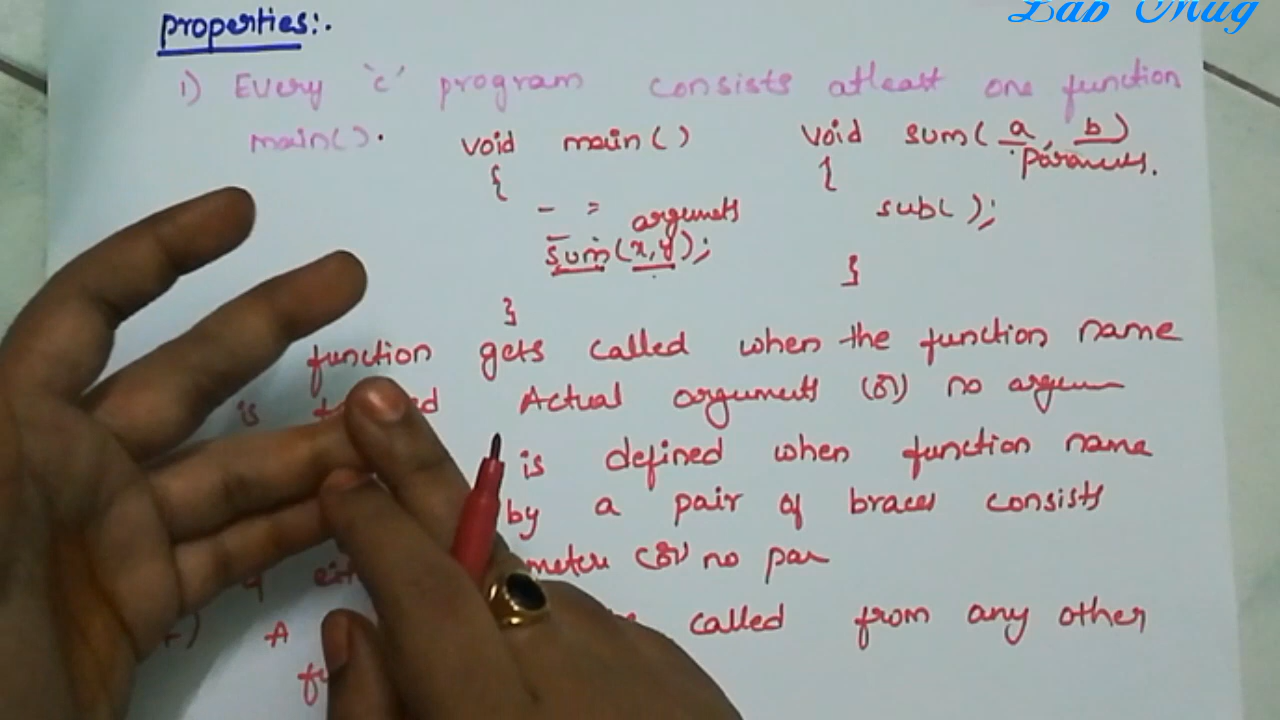 Lab Mug
properties:.
1) Every 'c' program consists atleast one function
main().
void main() void sum( a , b )
{ { parameters.
- = arguments sub( );
sum(x,y);
} }
function gets called when the function name
is Actual arguments (or) no argum
is defined when function name
by a pair of braces consists
of (or) no par
A called from any other